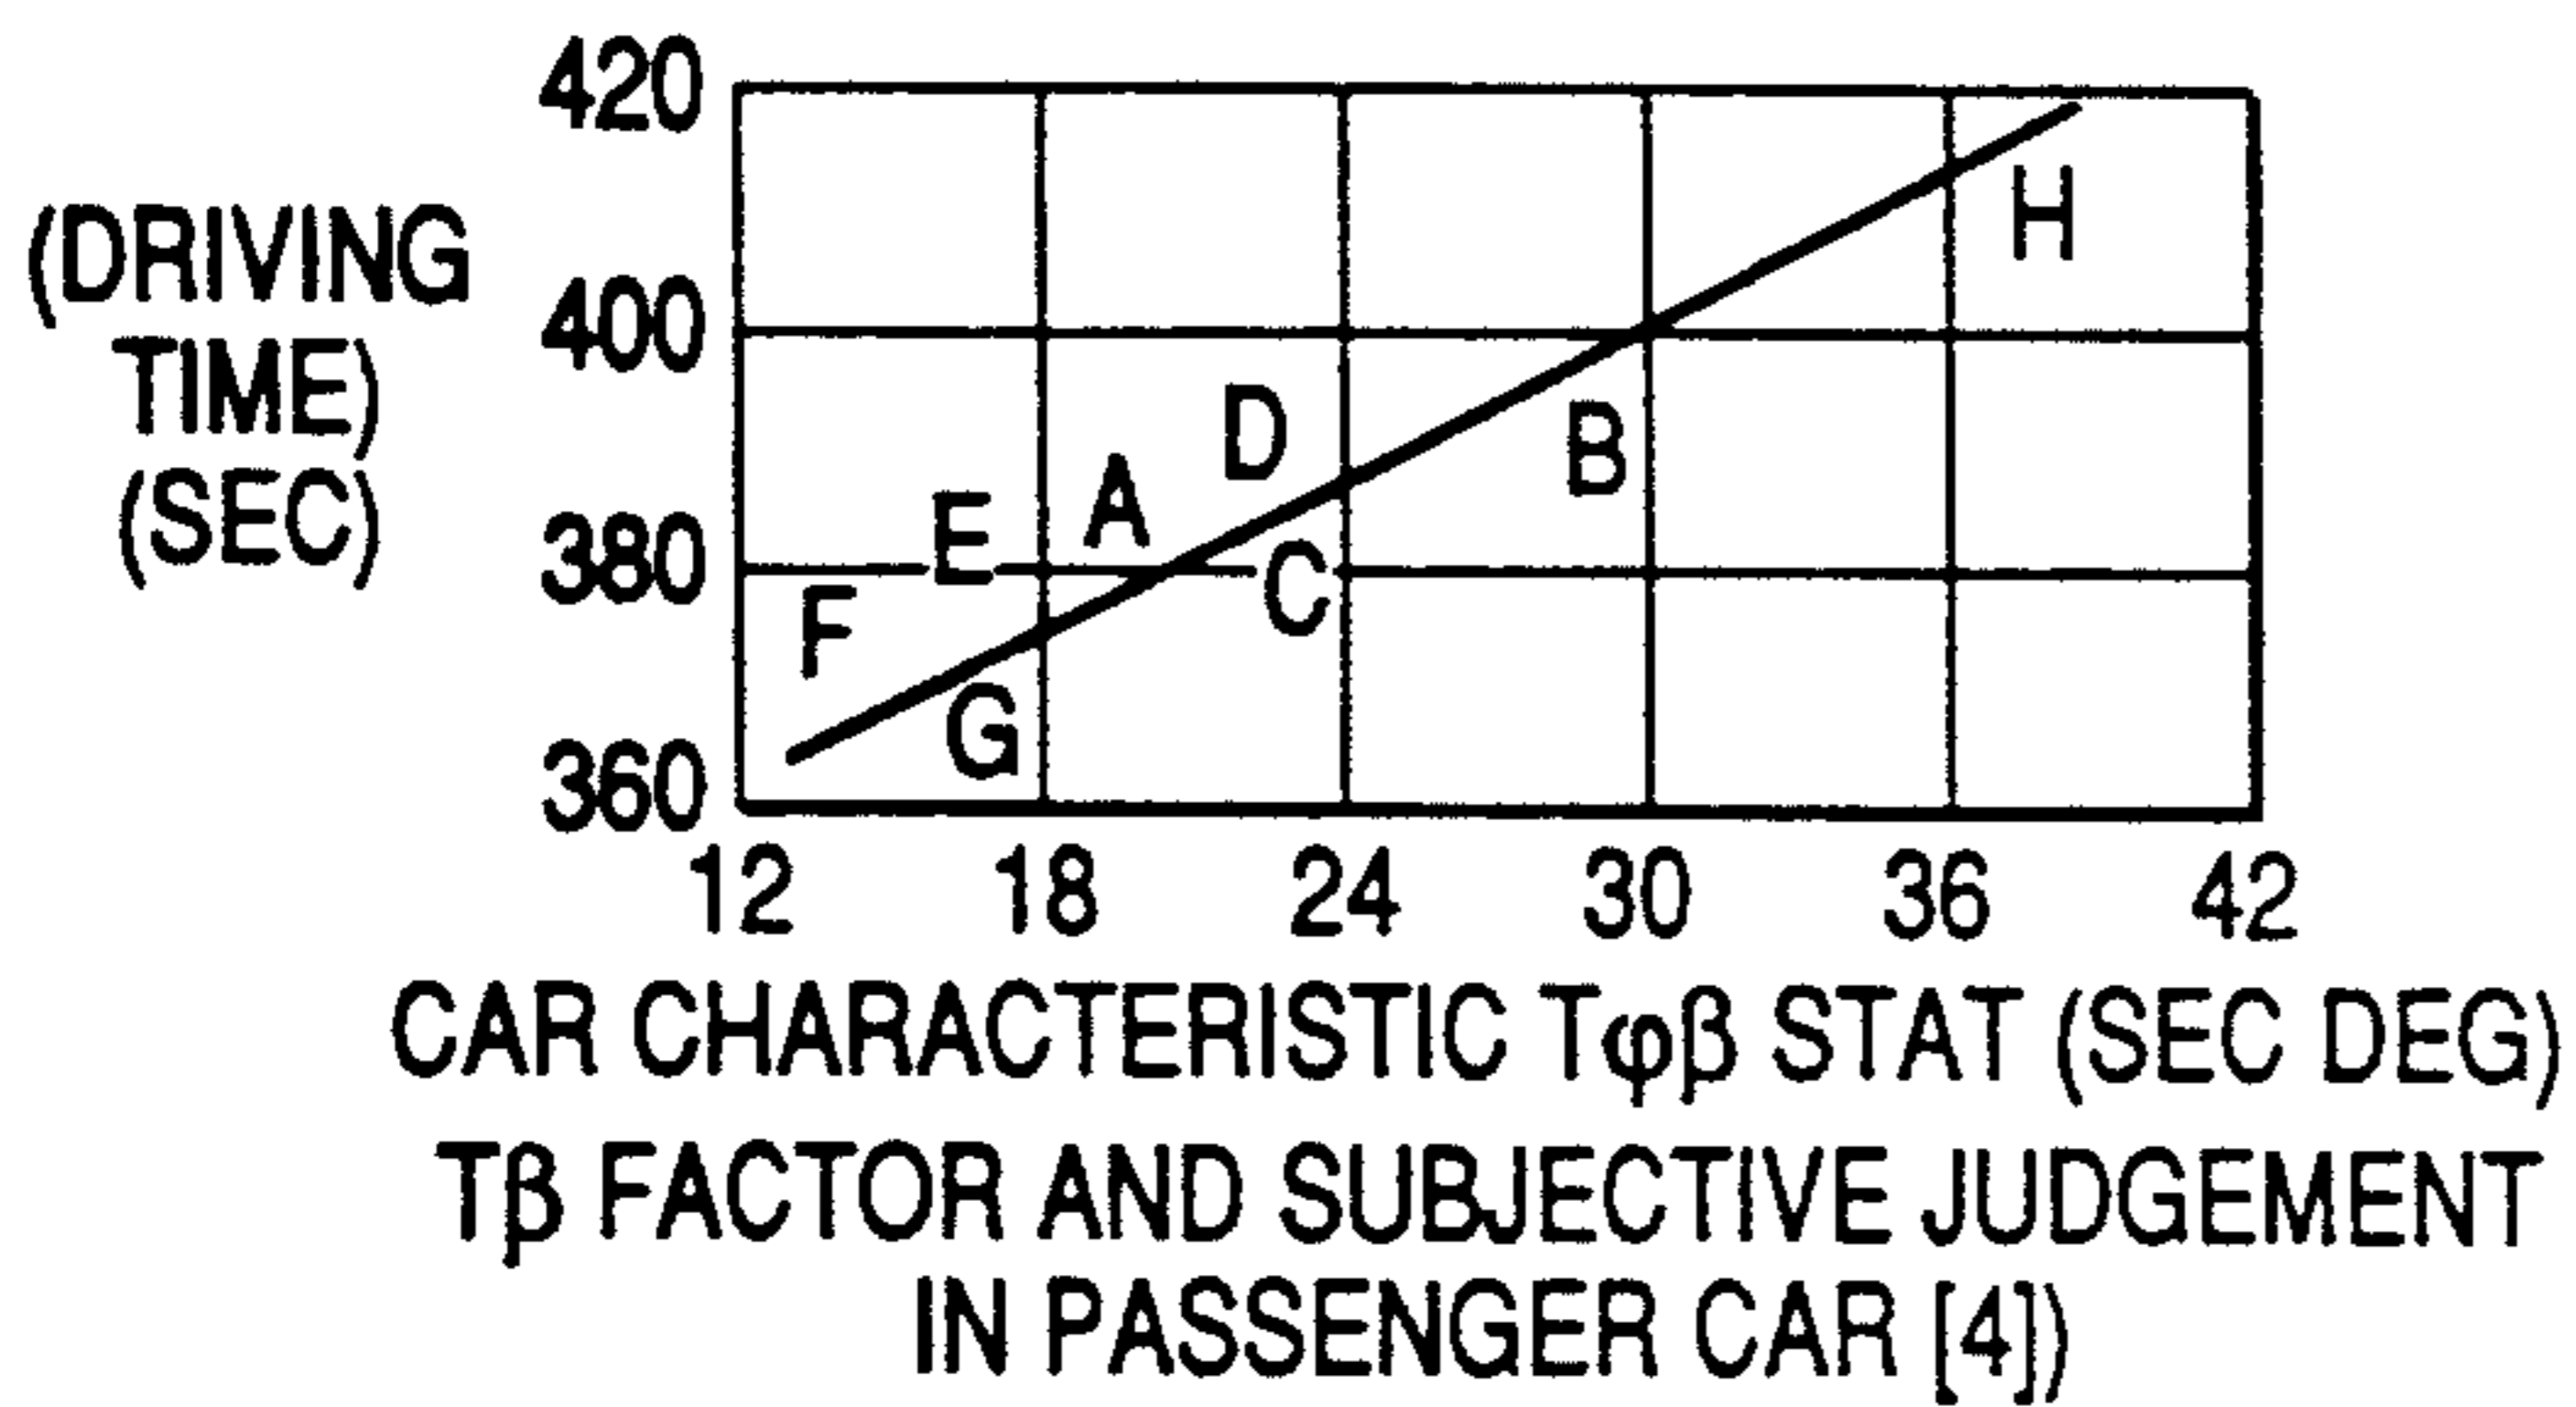 420
(DRIVING
TIME)
(SEC)
400
380
360
H
D
B
A
E
C
F
G
12 18 24 30 36 42
CAR CHARACTERISTIC Tφβ STAT (SEC DEG)
Tβ FACTOR AND SUBJECTIVE JUDGEMENT
IN PASSENGER CAR [4])